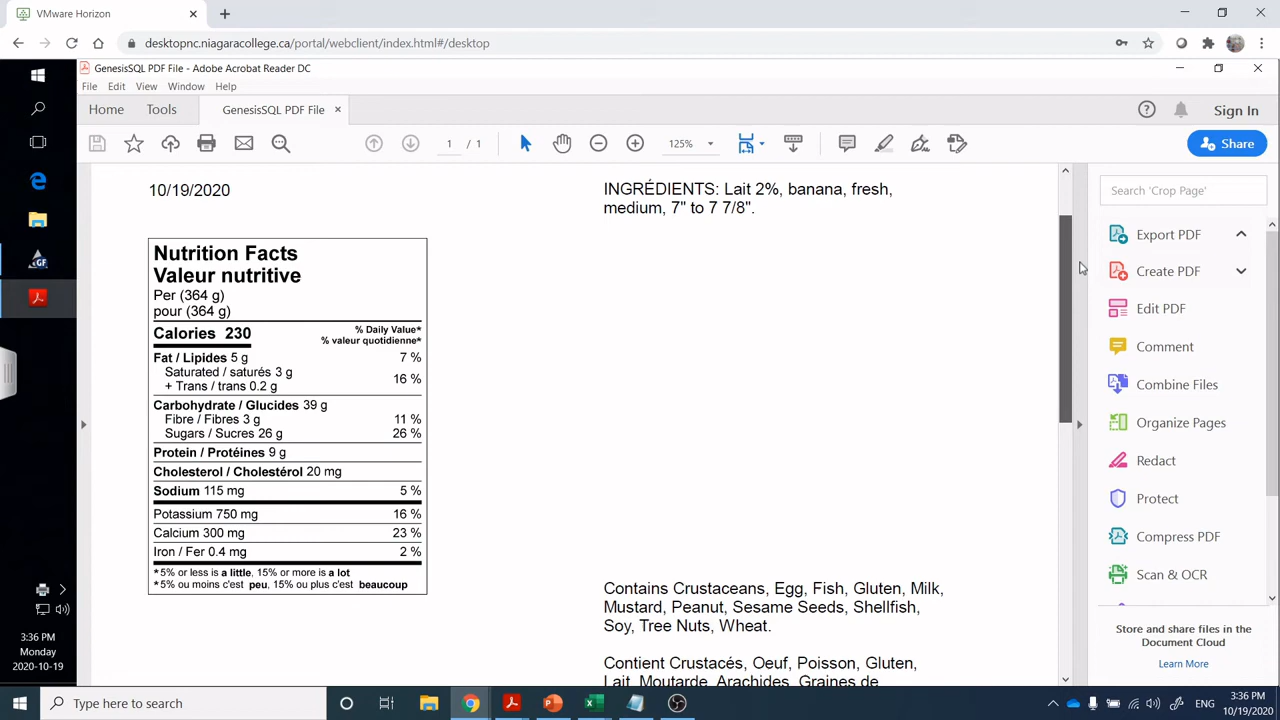 VMware Horizon
desktopnc.niagaracollege.ca/portal/webclient/index.html#/desktop
GenesisSQL PDF File - Adobe Acrobat Reader DC
File Edit View Window Help
Home Tools GenesisSQL PDF File Sign In
1 / 1 125% Share
10/19/2020
Nutrition Facts
Valeur nutritive
Per (364 g)
pour (364 g)
Calories 230 % Daily Value*
% valeur quotidienne*
Fat / Lipides 5 g 7 %
Saturated / saturés 3 g
+ Trans / trans 0.2 g 16 %
Carbohydrate / Glucides 39 g
Fibre / Fibres 3 g 11 %
Sugars / Sucres 26 g 26 %
Protein / Protéines 9 g
Cholesterol / Cholestérol 20 mg
Sodium 115 mg 5 %
Potassium 750 mg 16 %
Calcium 300 mg 23 %
Iron / Fer 0.4 mg 2 %
*5% or less is a little, 15% or more is a lot
*5% ou moins c'est peu, 15% ou plus c'est beaucoup
INGRÉDIENTS: Lait 2%, banana, fresh,
medium, 7" to 7 7/8".
Contains Crustaceans, Egg, Fish, Gluten, Milk,
Mustard, Peanut, Sesame Seeds, Shellfish,
Soy, Tree Nuts, Wheat.
Contient Crustacés, Oeuf, Poisson, Gluten,
Lait, Moutarde, Arachides, Graines de
Search 'Crop Page'
Export PDF
Create PDF
Edit PDF
Comment
Combine Files
Organize Pages
Redact
Protect
Compress PDF
Scan & OCR
Store and share files in the
Document Cloud
Learn More
3:36 PM
Monday
2020-10-19
Type here to search
ENG
3:36 PM
10/19/2020